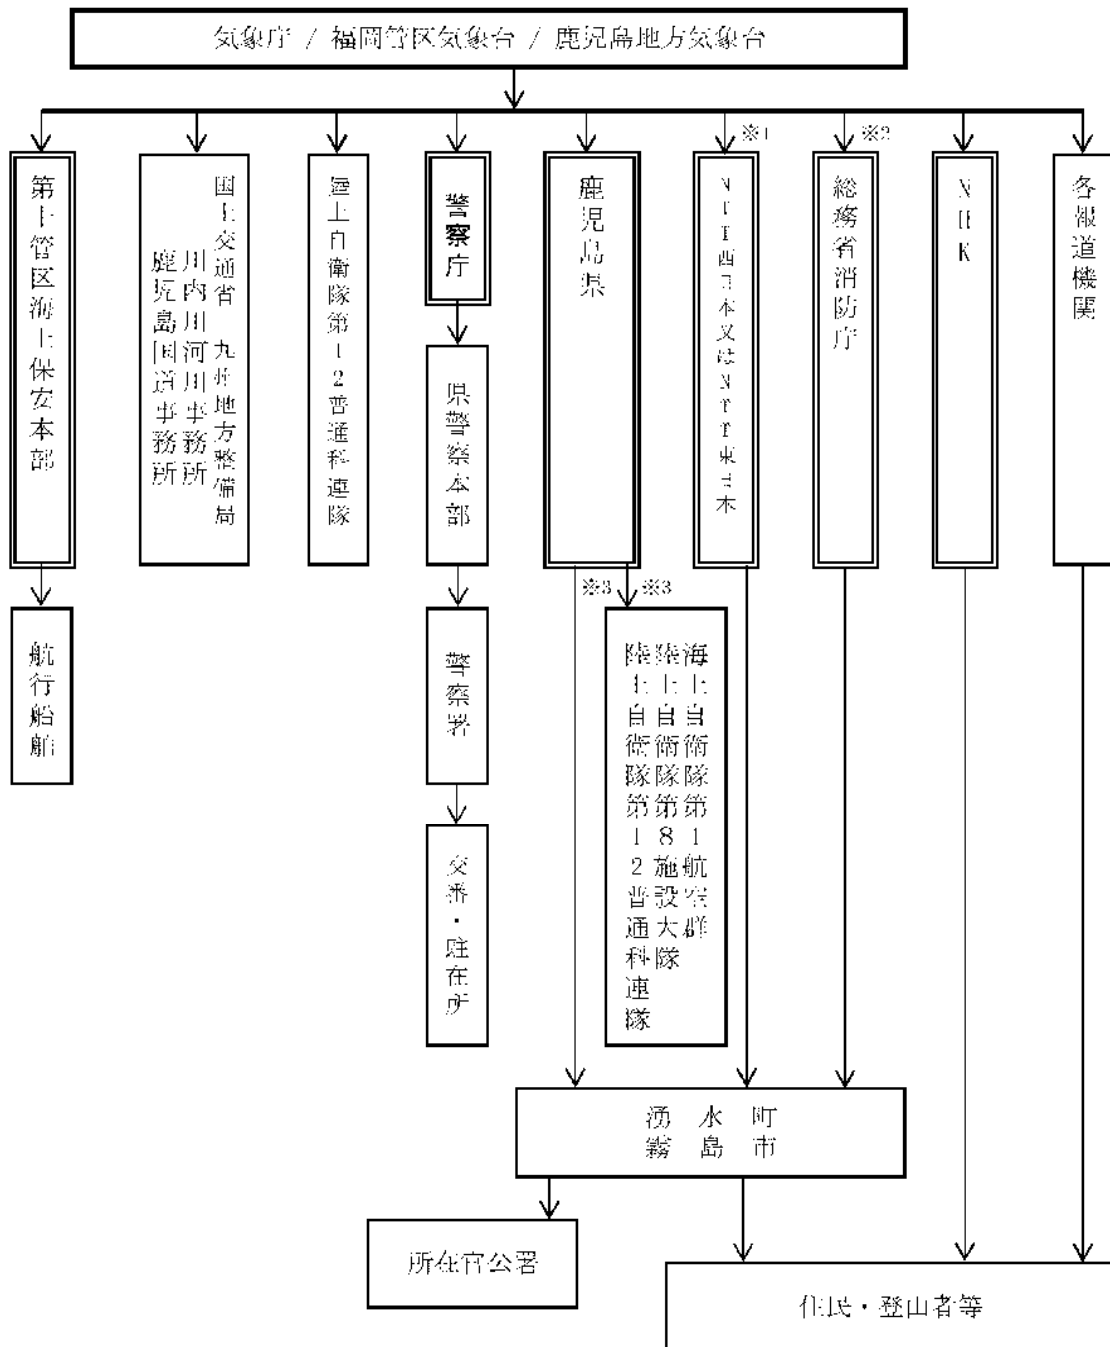 気象庁 / 福岡管区気象台 / 鹿児島地方気象台
※1
※2
第十管区海上保安本部
国土交通省 九州地方整備局
川内川河川事務所
鹿児島国道事務所
陸上自衛隊第12普通科連隊
警察庁
鹿児島県
NTT西日本又はNTT東日本
総務省消防庁
NHK
各報道機関
県警察本部
※3
※3
航行船舶
警察署
海上自衛隊第1航空群
陸上自衛隊第8施設大隊
陸上自衛隊第12普通科連隊
交番・駐在所
湧水町
霧島市
所在官公署
住民・登山者等